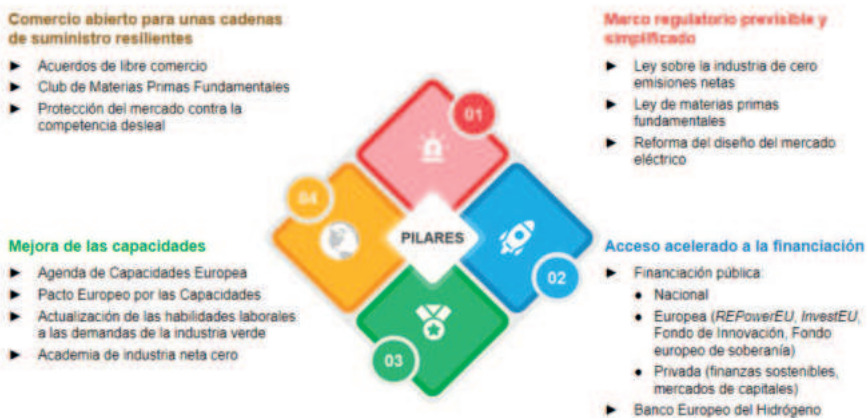 Comercio abierto para unas cadenas
de suministro resilientes
► Acuerdos de libre comercio
► Club de Materias Primas Fundamentales
► Protección del mercado contra la
competencia desleal
Marco regulatorio previsible y
simplificado
► Ley sobre la industria de cero
emisiones netas
► Ley de materias primas
fundamentales
► Reforma del diseño del mercado
eléctrico
01
04
PILARES
02
03
Mejora de las capacidades
► Agenda de Capacidades Europea
► Pacto Europeo por las Capacidades
► Actualización de las habilidades laborales
a las demandas de la industria verde
► Academia de industria neta cero
Acceso acelerado a la financiación
► Financiación pública:
● Nacional
● Europea (REPowerEU, InvestEU,
Fondo de Innovación, Fondo
europeo de soberanía)
● Privada (finanzas sostenibles,
mercados de capitales)
► Banco Europeo del Hidrógeno